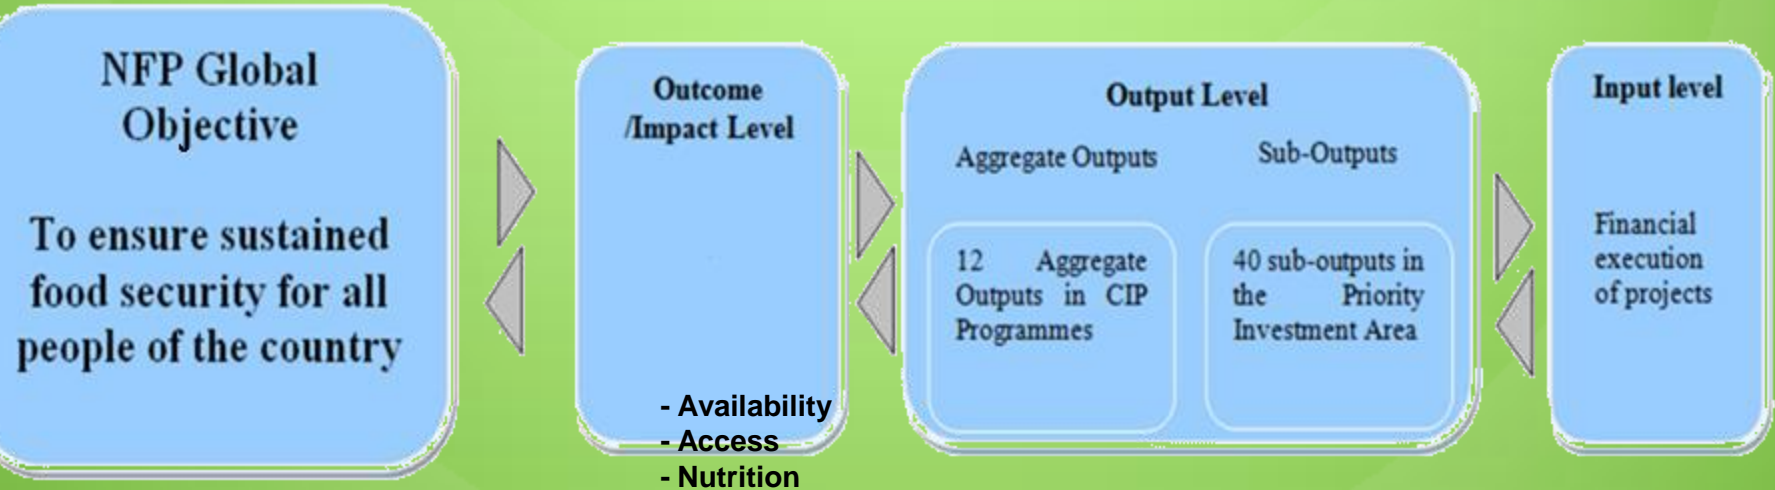 NFP Global
Objective
To ensure sustained
food security for all
people of the country
Outcome
/Impact Level
- Availability
- Access
- Nutrition
Output Level
Aggregate Outputs
12 Aggregate
Outputs in CIP
Programmes
Sub-Outputs
40 sub-outputs in
the Priority
Investment Area
Input level
Financial
execution
of projects